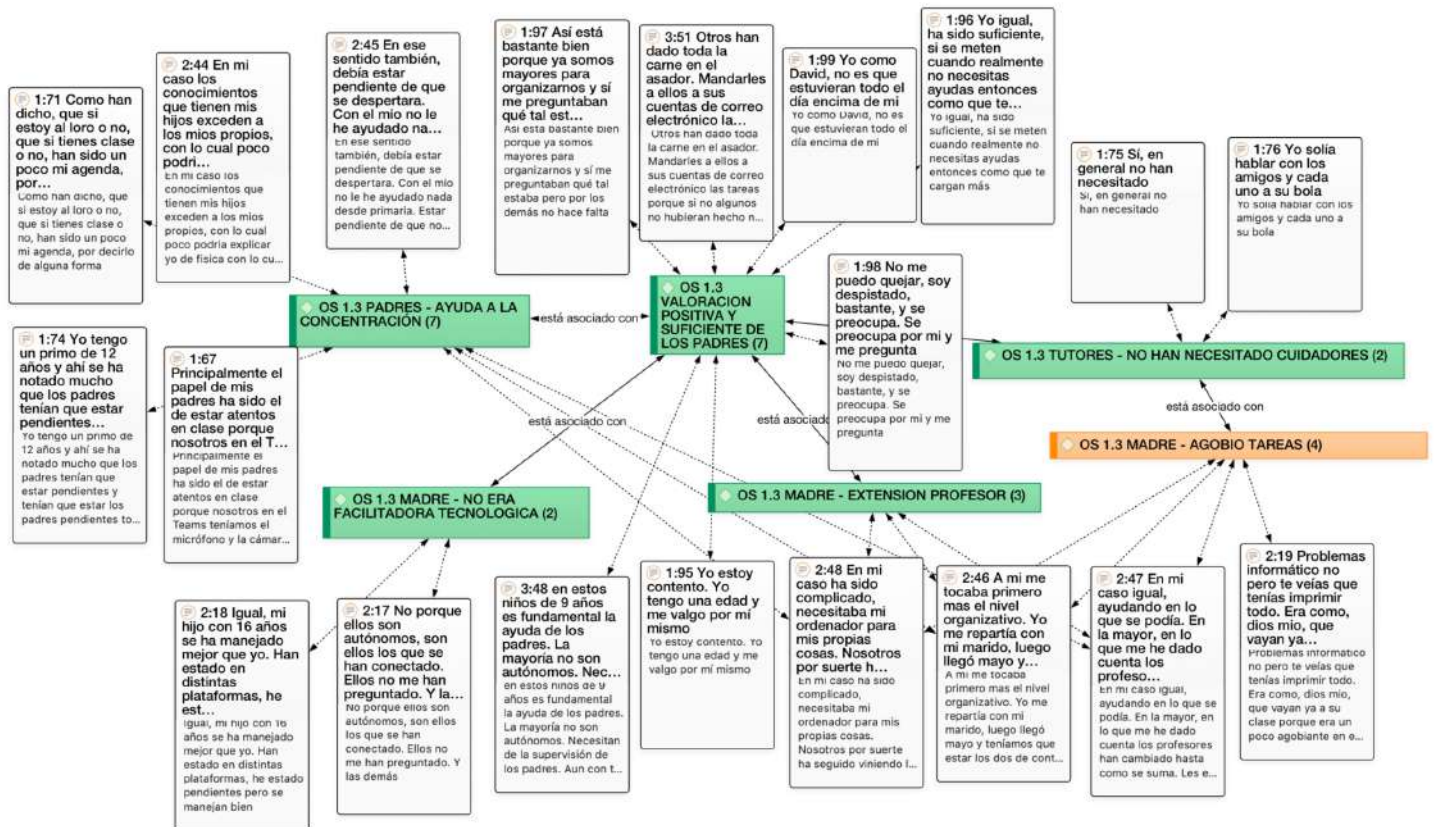 1:71 Como han
dicho, que si
estoy al loro o no,
que si tienes clase
o no, han sido un
poco mi agenda,
por...
Como han dicho, que
si estoy al loro o no,
que si tienes clase o
no, han sido un poco
mi agenda, por decirlo
de alguna forma
2:44 En mi
caso los
conocimientos
que tienen mis
hijos exceden a
los mios propios,
con lo cual poco
podri...
En mi caso los
conocimientos que
tienen mis hijos
exceden a los mios
propios, con lo cual
poco podria explicar
yo de fisica con lo cu...
2:45 En ese
sentido también,
debía estar
pendiente de que
se despertara.
Con el mio no le
he ayudado na...
En ese sentido
también, debía estar
pendiente de que se
despertara. Con el mio
no le he ayudado nada
desde primaria. Estar
pendiente de que no...
1:97 Así está
bastante bien
porque ya somos
mayores para
organizarnos y sí
me preguntaban
qué tal est...
Así está bastante bien
porque ya somos
mayores para
organizarnos y sí me
preguntaban qué tal
estaba pero por los
demás no hace falta
3:51 Otros han
dado toda la
carne en el
asador. Mandarles
a ellos a sus
cuentas de correo
electrónico la...
Otros han dado toda
la carne en el asador.
Mandarles a ellos a
sus cuentas de correo
electrónico las tareas
porque si no algunos
no hubieran hecho n...
1:99 Yo como
David, no es que
estuvieran todo el
día encima de mi
Yo como David, no es
que estuvieran todo el
día encima de mi
1:96 Yo igual,
ha sido suficiente,
si se meten
cuando realmente
no necesitas
ayudas entonces
como que te...
Yo igual, ha sido
suficiente, si se meten
cuando realmente no
necesitas ayudas
entonces como que te
cargan más
1:75 Sí, en
general no han
necesitado
Sí, en general no
han necesitado
1:76 Yo solía
hablar con los
amigos y cada
uno a su bola
Yo solía hablar con los
amigos y cada uno a
su bola
OS 1.3 PADRES - AYUDA A LA
CONCENTRACIÓN (7)
está asociado con
OS 1.3
VALORACION
POSITIVA Y
SUFICIENTE DE
LOS PADRES (7)
1:98 No me
puedo quejar,
soy despistado,
bastante, y se
preocupa. Se
preocupa por mi y
me pregunta
No me puedo quejar,
soy despistado,
bastante, y se
preocupa. Se
preocupa por mi y me
pregunta
OS 1.3 TUTORES - NO HAN NECESITADO CUIDADORES (2)
está asociado con
OS 1.3 MADRE - AGOBIO TAREAS (4)
1:74 Yo tengo
un primo de 12
años y ahí se ha
notado mucho
que los padres
tenían que estar
pendientes...
Yo tengo un primo de
12 años y ahí se ha
notado mucho que los
padres tenían que
estar pendientes y
tenían que estar los
padres pendientes to...
1:67
Principalmente el
papel de mis
padres ha sido el
de estar atentos
en clase porque
nosotros en el T...
Principalmente el
papel de mis padres
ha sido el de estar
atentos en clase
porque nosotros en el
Teams teníamos el
micrófono y la cámar...
está asociado con
está asociado con
OS 1.3 MADRE - NO ERA
FACILITADORA TECNOLOGICA (2)
OS 1.3 MADRE - EXTENSION PROFESOR (3)
2:18 Igual, mi
hijo con 16 años
se ha manejado
mejor que yo. Han
estado en
distintas
plataformas, he
est...
Igual, mi hijo con 16
años se ha manejado
mejor que yo. Han
estado en distintas
plataformas, he estado
pendientes pero se
manejan bien
2:17 No porque
ellos son
autónomos, son
ellos los que se
han conectado.
Ellos no me han
preguntado. Y la...
No porque ellos son
autónomos, son ellos
los que se han
conectado. Ellos no
me han preguntado. Y
las demás
3:48 en estos
niños de 9 años
es fundamental la
ayuda de los
padres. La
mayoría no son
autónomos. Nec...
en estos niños de 9
años es fundamental
la ayuda de los padres.
La mayoría no son
autónomos. Necesitan
de la supervisión de
los padres. Aun con t...
1:95 Yo estoy
contento. Yo
tengo una edad y
me valgo por mí
mismo
Yo estoy contento. Yo
tengo una edad y me
valgo por mí mismo
2:48 En mi
caso ha sido
complicado,
necesitaba mi
ordenador para
mis propias
cosas. Nosotros
por suerte h...
En mi caso ha sido
complicado,
necesitaba mi
ordenador para mis
propias cosas.
Nosotros por suerte
ha seguido viniendo l...
2:46 A mi me
tocaba primero
mas el nivel
organizativo. Yo
me repartía con
mi marido, luego
llegó mayo y...
A mi me tocaba
primero mas el nivel
organizativo. Yo me
repartía con mi
marido, luego llegó
mayo y teníamos que
estar los dos de cont...
2:47 En mi
caso igual,
ayudando en lo
que se podía. En
la mayor, en lo
que me he dado
cuenta los
profeso...
En mi caso igual,
ayudando en lo que se
podía. En la mayor, en
lo que me he dado
cuenta los profesores
han cambiado hasta
como se suma. Les e...
2:19 Problemas
informático no
pero te veías que
tenías imprimir
todo. Era como,
dios mio, que
vayan ya...
Problemas informático
no pero te veías que
tenías imprimir todo.
Era como, dios mio,
que vayan ya a su
clase porque era un
poco agobiante en e...